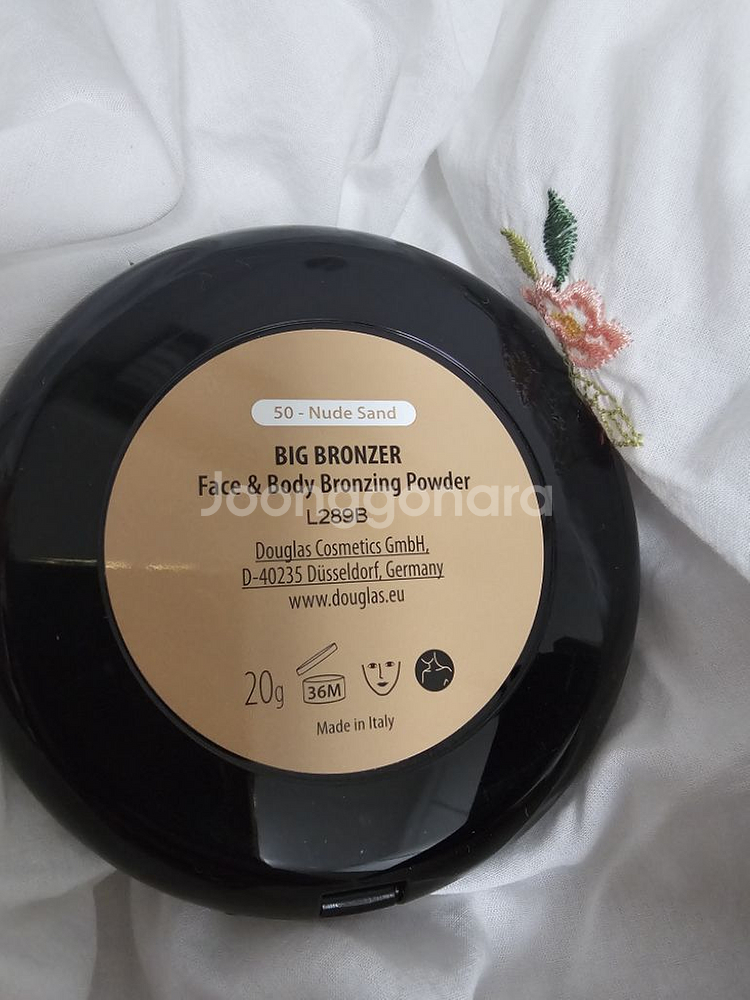 50 - Nude Sand
BIG BRONZER
Face & Body Bronzing Powder
Joonggonara
L289B
Douglas Cosmetics GmbH,
D-40235 Düsseldorf, Germany
www.douglas.eu
20g 36M
Made in Italy